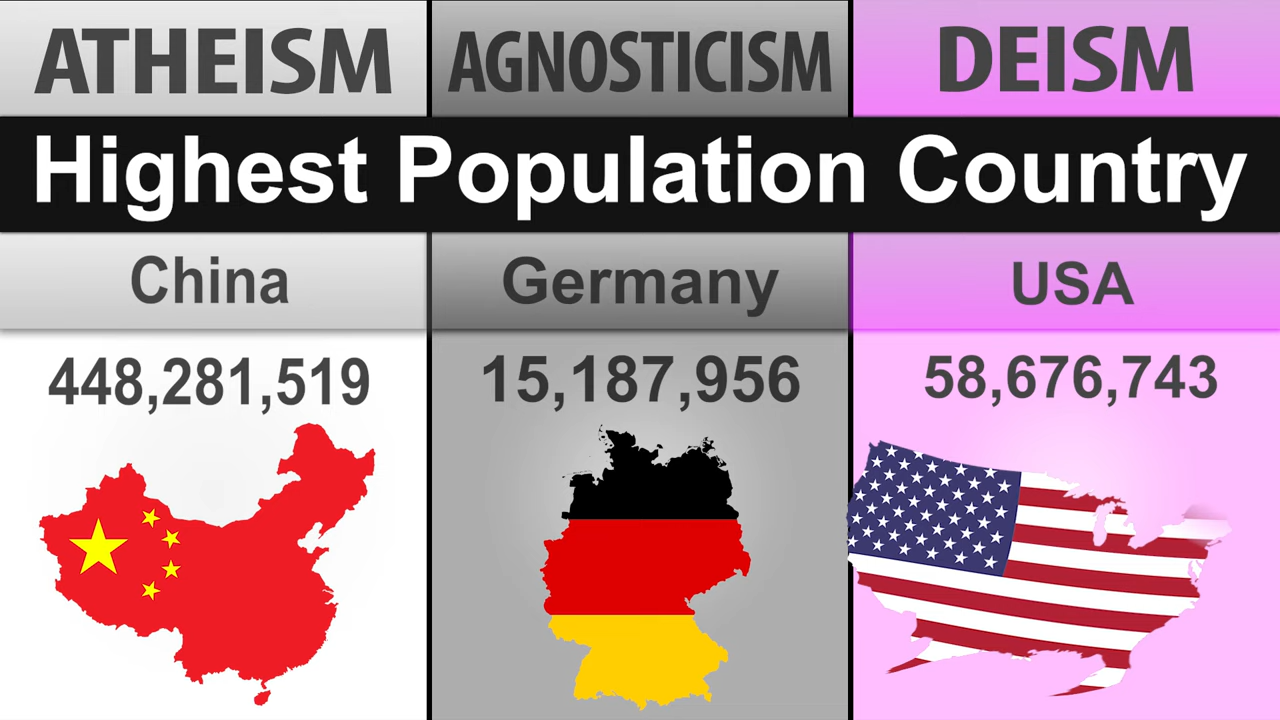 ATHEISM
AGNOSTICISM
DEISM
Highest Population Country
China
Germany
USA
448,281,519
15,187,956
58,676,743